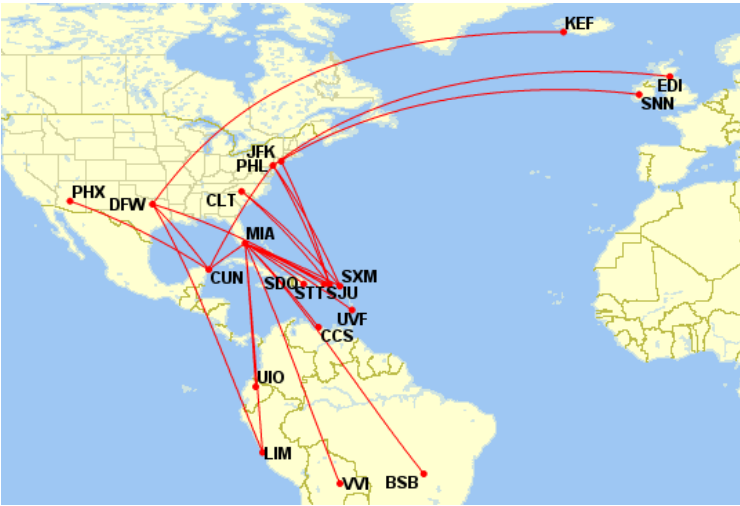 KEF
EDI
SNN
JFK
PHL
PHX
DFW
CLT
MIA
CUN
SDQ
SXM
STT
SJU
UVF
CCS
UIO
LIM
VVI
BSB